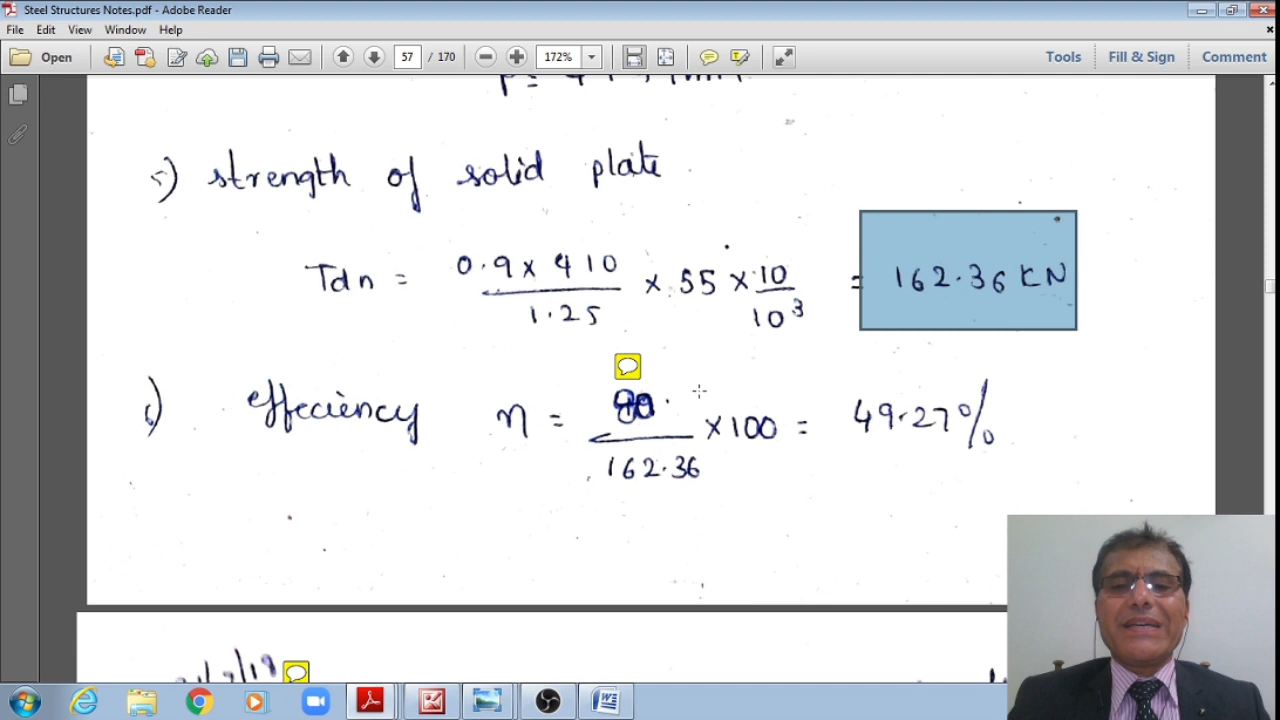 Steel Structures Notes.pdf - Adobe Reader
File Edit View Window Help
Open 57 / 170 172% Tools Fill & Sign Comment
5) strength of solid plate
Tdn = 0.9 x 410 / 1.25 x 55 x 10 / 10³ = 162.36 KN
effeciency η = / 162.36 x 100 = 49.27%